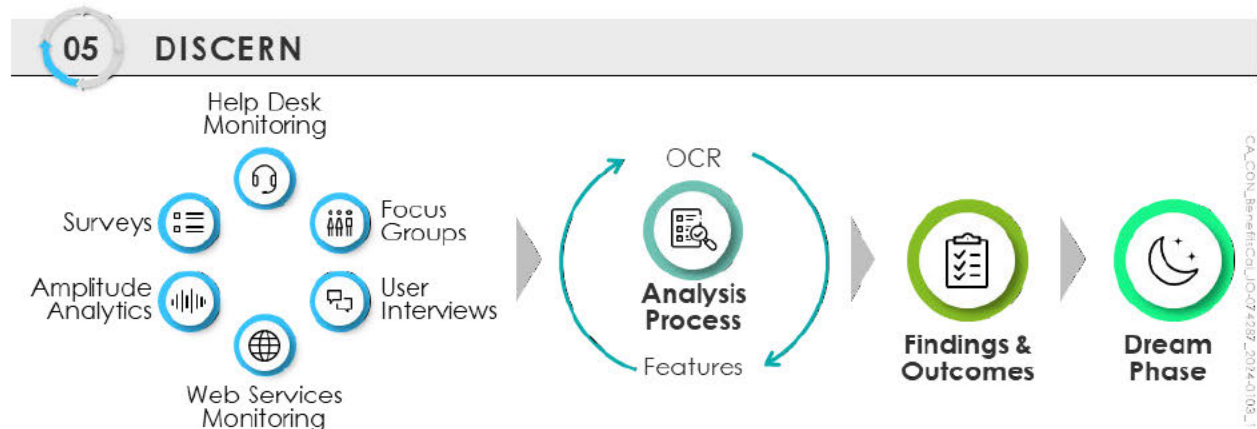 05 DISCERN
Help Desk
Monitoring
Surveys
Focus
Groups
Amplitude
Analytics
User
Interviews
Web Services
Monitoring
OCR
Analysis
Process
Features
Findings &
Outcomes
Dream
Phase